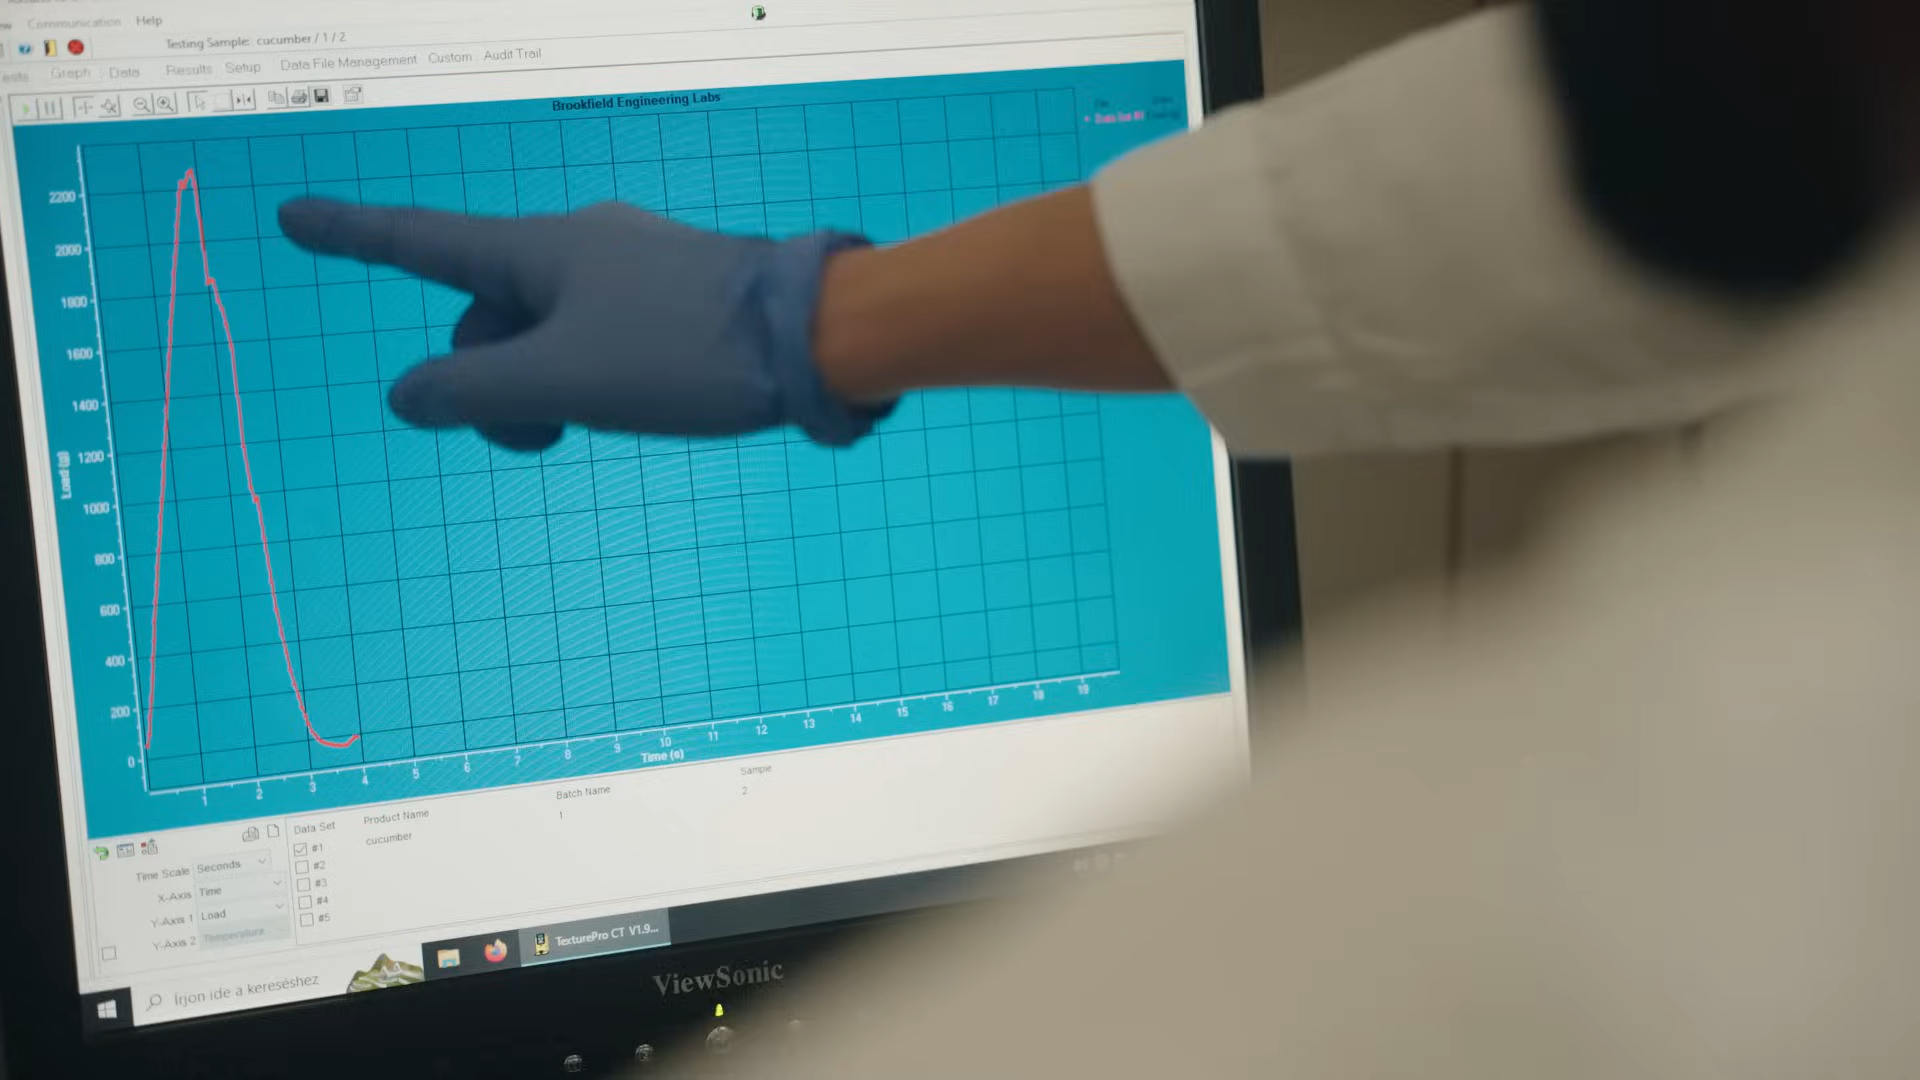 Communication Help
Testing Sample: cucumber / 1 / 2
Graph Data Results Setup Data File Management Custom Audit Trail
Brookfield Engineering Labs
2200
2000
1800
1600
1400
1200
1000
800
600
400
200
0
Load (g)
1 2 3 4 5 6 7 8 9 10 11 12 13 14 15 16 17 18 19
Time (s)
Data Set Product Name Batch Name Sample
#1 cucumber 1 2
#2
#3
#4
#5
Time Scale Seconds
X-Axis Time
Y-Axis 1 Load
Y-Axis 2 Temperature
Írjon ide a kereséshez
TexturePro CT V1.9...
ViewSonic